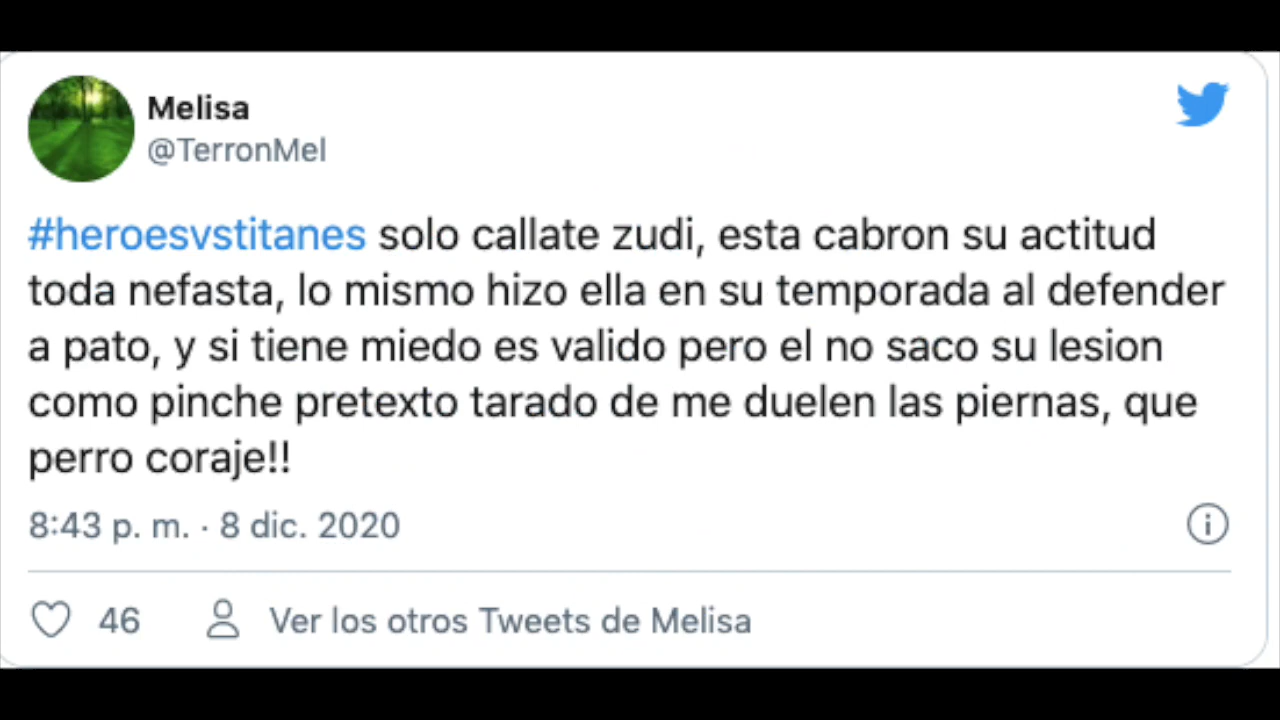 Melisa
@TerronMel
#heroesvstitanes solo callate zudi, esta cabron su actitud
toda nefasta, lo mismo hizo ella en su temporada al defender
a pato, y si tiene miedo es valido pero el no saco su lesion
como pinche pretexto tarado de me duelen las piernas, que
perro coraje!!
8:43 p. m. · 8 dic. 2020
46 Ver los otros Tweets de Melisa